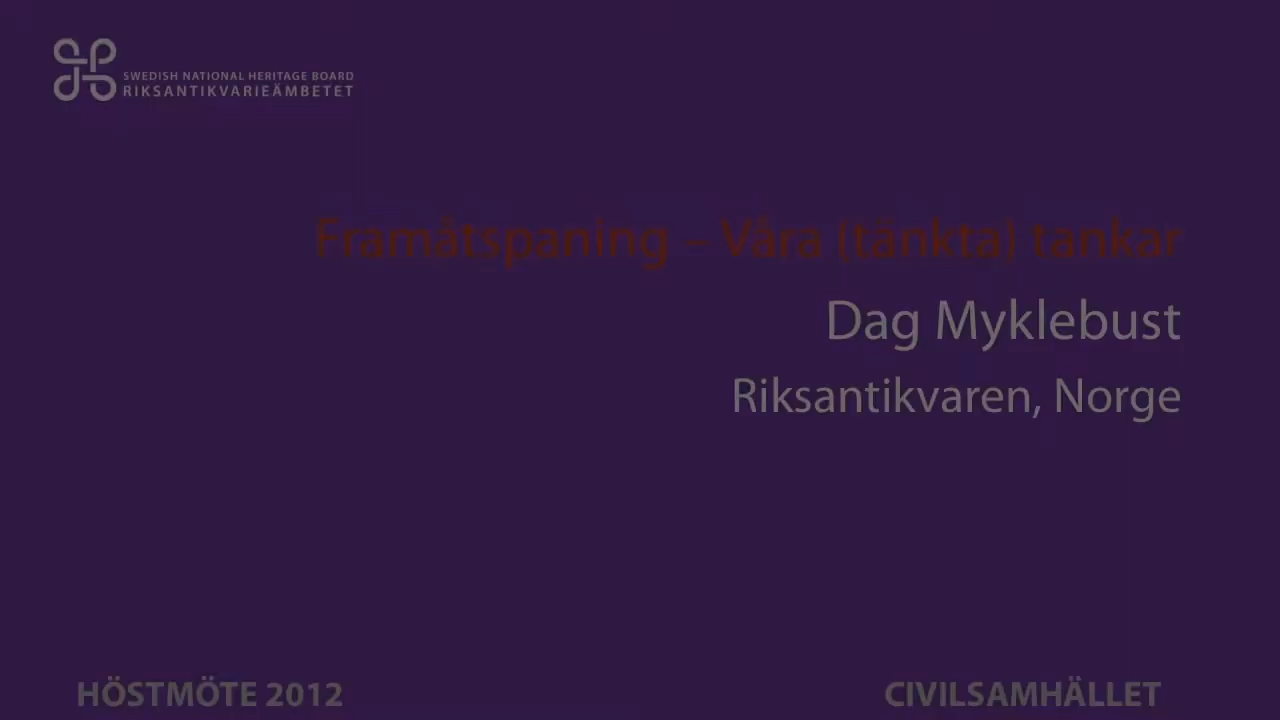 SWEDISH NATIONAL HERITAGE BOARD
RIKSANTIKVARIEÄMBETET
Framåtspaning – Våra (tänkta) tankar
Dag Myklebust
Riksantikvaren, Norge
HÖSTMÖTE 2012
CIVILSAMHÄLLET